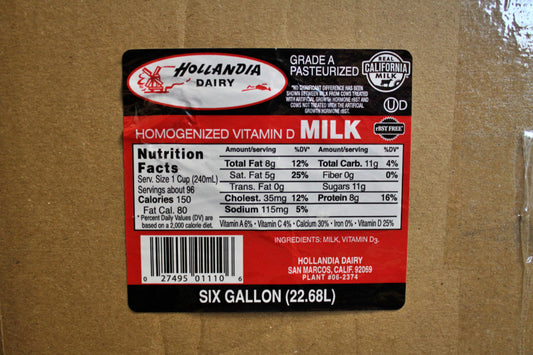 HOLLANDIA
DAIRY
GRADE A
PASTEURIZED
REAL
CALIFORNIA
MILK
*NO SIGNIFICANT DIFFERENCE HAS BEEN
SHOWN BETWEEN MILK FROM COWS TREATED
WITH ARTIFICIAL GROWTH HORMONE rBST AND
COWS NOT TREATED WITH THE ARTIFICIAL
GROWTH HORMONE rBST.
U D
HOMOGENIZED VITAMIN D MILK
rBST FREE*
Nutrition
Facts
Serv. Size 1 Cup (240mL)
Servings about 96
Calories 150
Fat Cal. 80
*Percent Daily Values (DV) are
based on a 2,000 calorie diet.
Amount/serving %DV* Amount/serving %DV*
Total Fat 8g 12% Total Carb. 11g 4%
Sat. Fat 5g 25% Fiber 0g 0%
Trans. Fat 0g Sugars 11g
Cholest. 35mg 12% Protein 8g 16%
Sodium 115mg 5%
Vitamin A 6% • Vitamin C 4% • Calcium 30% • Iron 0% • Vitamin D 25%
INGREDIENTS: MILK, VITAMIN D3.
HOLLANDIA DAIRY
SAN MARCOS, CALIF. 92069
PLANT #06-2374
0 27495 01110 6
SIX GALLON (22.68L)